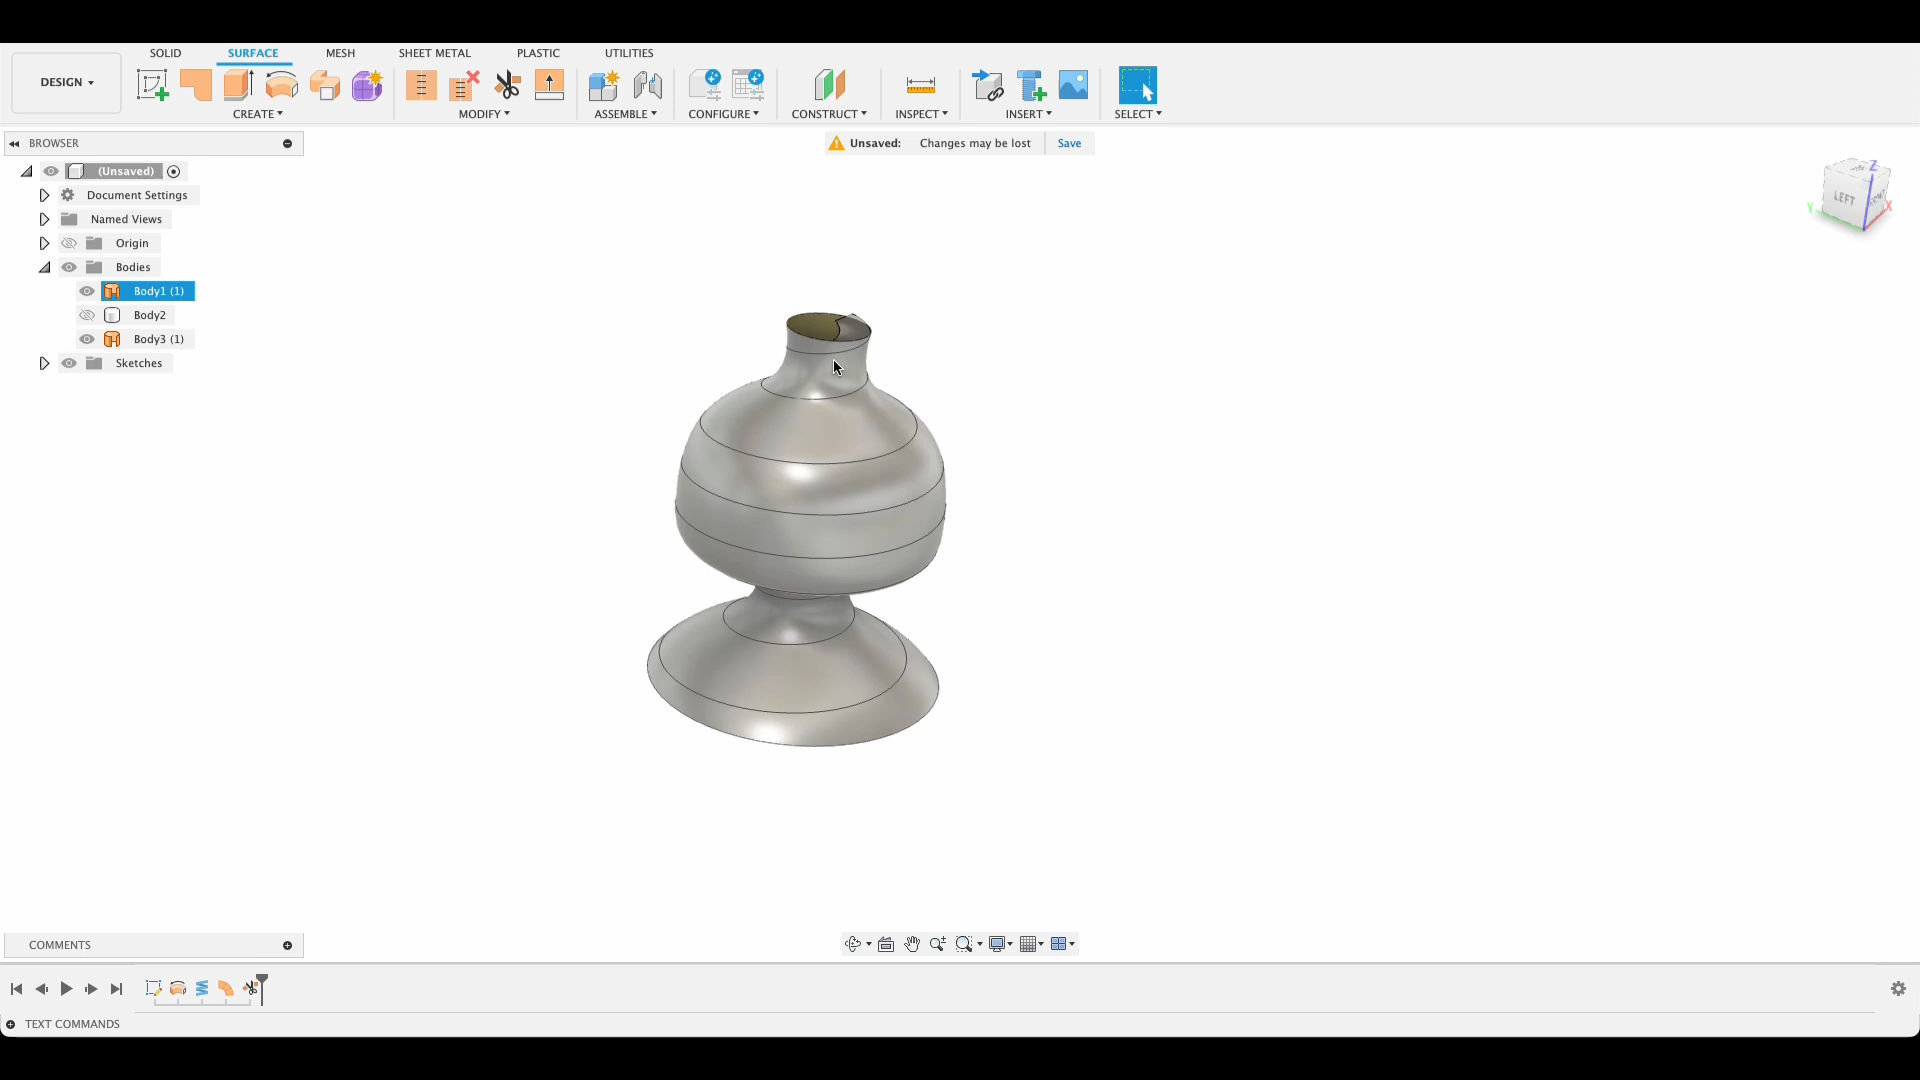 SOLID SURFACE MESH SHEET METAL PLASTIC UTILITIES
DESIGN
CREATE MODIFY ASSEMBLE CONFIGURE CONSTRUCT INSPECT INSERT SELECT
BROWSER
Unsaved: Changes may be lost Save
(Unsaved)
Document Settings
Named Views
Origin
Bodies
Body1 (1)
Body2
Body3 (1)
Sketches
Z
LEFT
Y
X
COMMENTS
TEXT COMMANDS